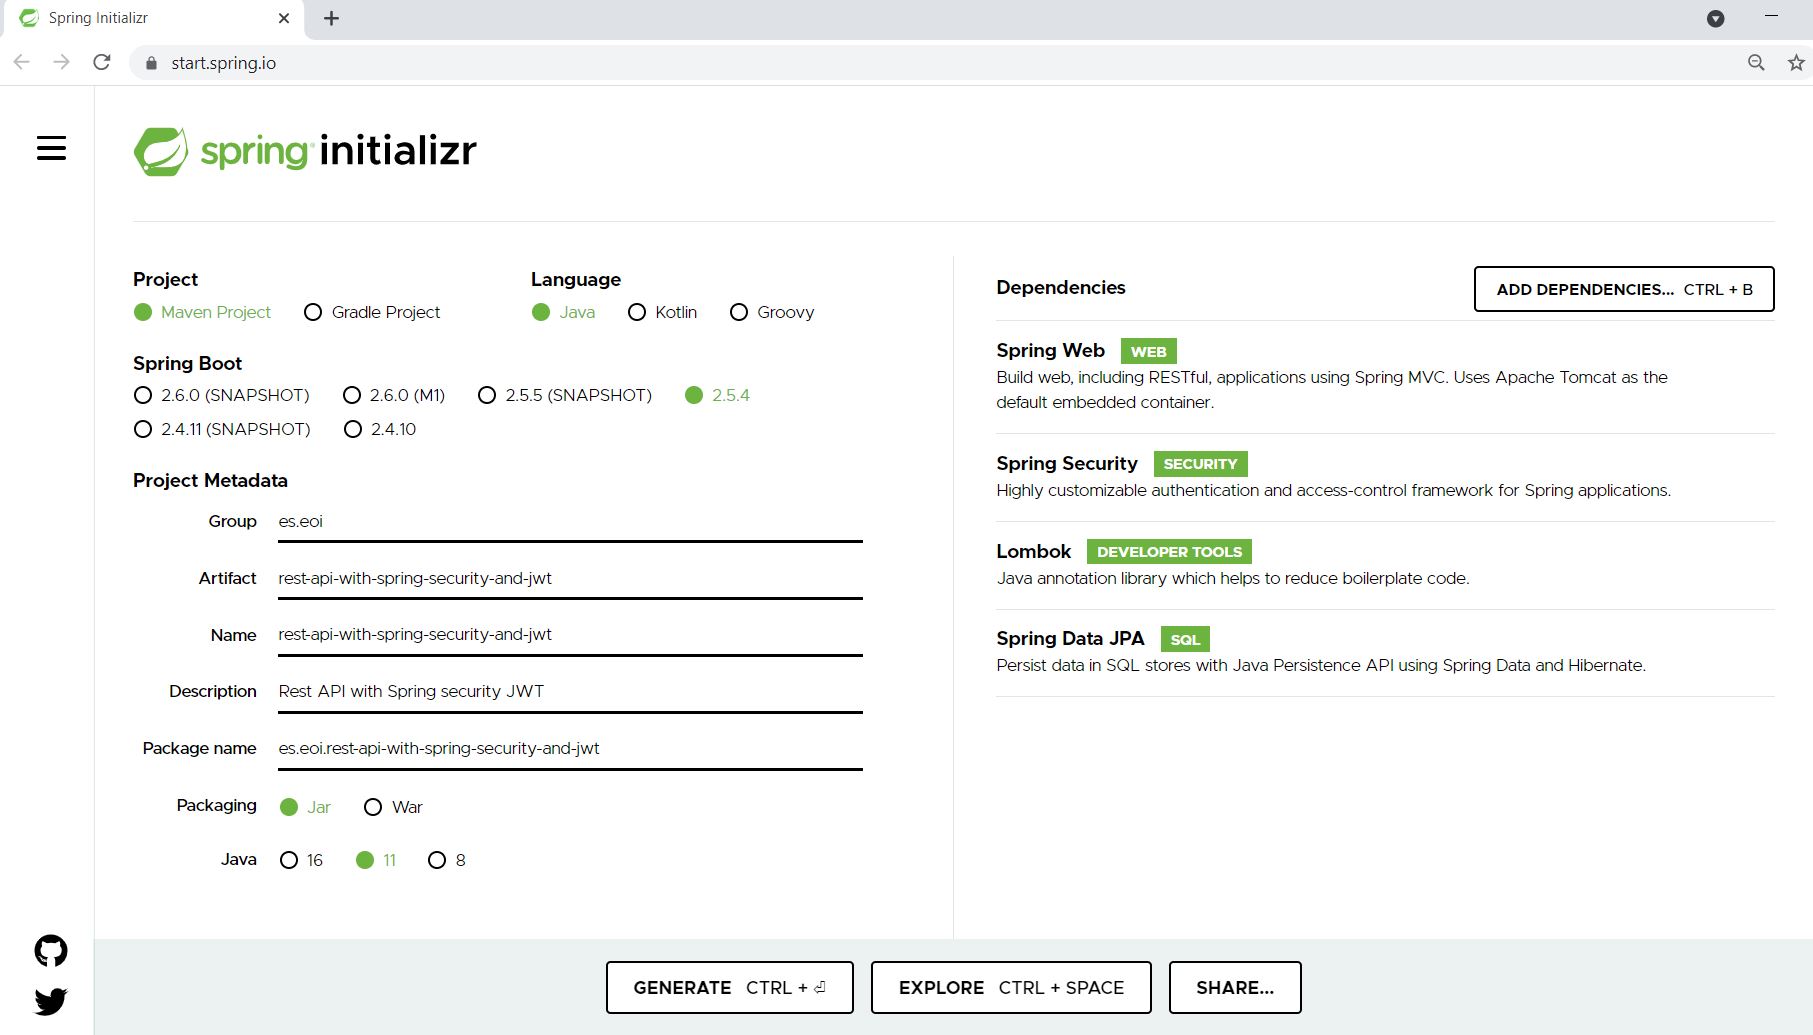 Spring Initializr
start.spring.io
spring initializr
Project
Maven Project
Gradle Project
Language
Java
Kotlin
Groovy
Spring Boot
2.6.0 (SNAPSHOT)
2.6.0 (M1)
2.5.5 (SNAPSHOT)
2.5.4
2.4.11 (SNAPSHOT)
2.4.10
Project Metadata
Group es.eoi
Artifact rest-api-with-spring-security-and-jwt
Name rest-api-with-spring-security-and-jwt
Description Rest API with Spring security JWT
Package name es.eoi.rest-api-with-spring-security-and-jwt
Packaging Jar War
Java 16 11 8
Dependencies
ADD DEPENDENCIES... CTRL + B
Spring Web WEB
Build web, including RESTful, applications using Spring MVC. Uses Apache Tomcat as the
default embedded container.
Spring Security SECURITY
Highly customizable authentication and access-control framework for Spring applications.
Lombok DEVELOPER TOOLS
Java annotation library which helps to reduce boilerplate code.
Spring Data JPA SQL
Persist data in SQL stores with Java Persistence API using Spring Data and Hibernate.
GENERATE CTRL + ⏎
EXPLORE CTRL + SPACE
SHARE...